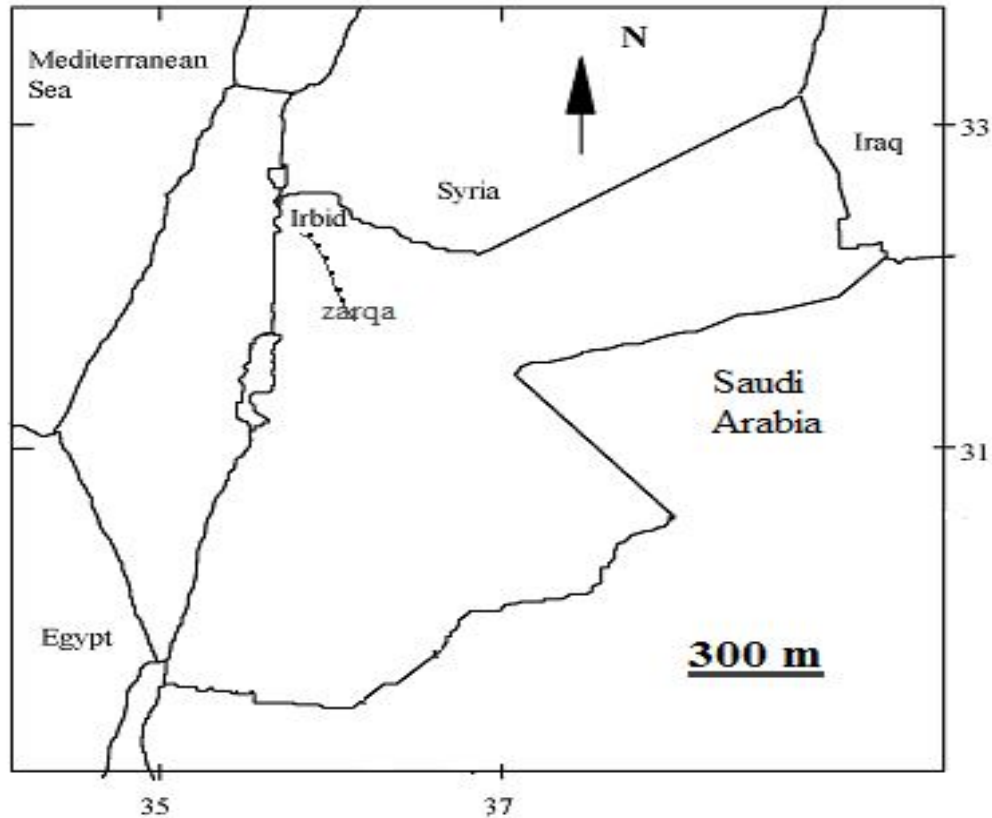 N
Mediterranean
Sea
33
Iraq
Syria
Irbid
zarqa
Saudi
Arabia
31
Egypt
300 m
35
37